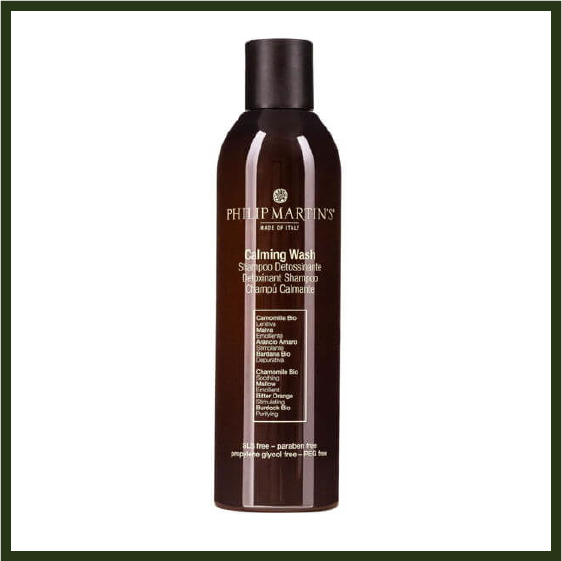 PHILIP MARTIN'S®
MADE OF ITALY
Calming Wash
Shampoo Detossinante
Detoxinant Shampoo
Champú Calmante
Camomilla Bio
Lenitiva
Malva
Emolliente
Arancio Amaro
Stimolante
Bardana Bio
Depurativa
Chamomile Bio
Soothing
Mallow
Emollient
Bitter Orange
Stimulating
Burdock Bio
Purifying
SLS free – paraben free
propylene glycol free – PEG free